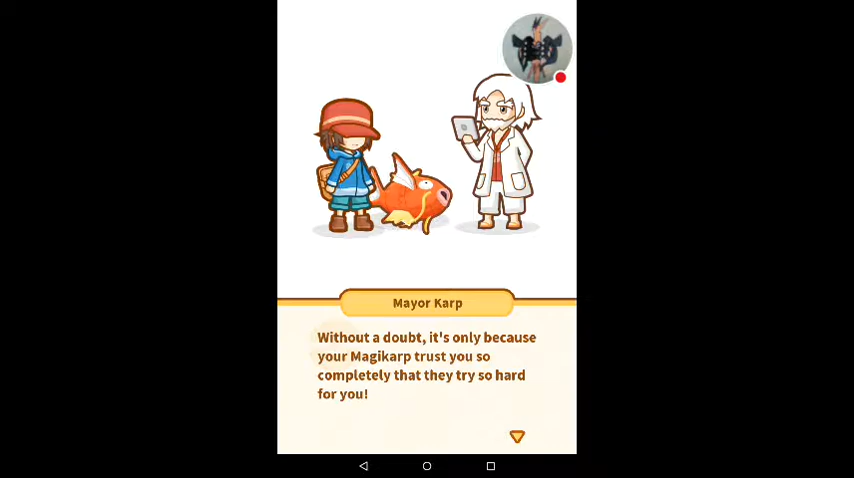 Mayor Karp
Without a doubt, it's only because
your Magikarp trust you so
completely that they try so hard
for you!